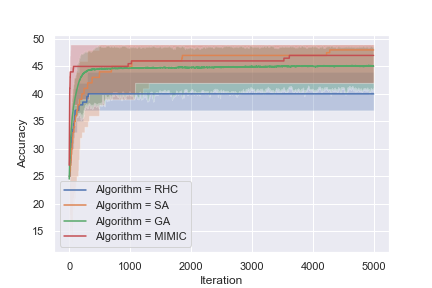 50
45
40
35
30
25
20
15
Accuracy
Algorithm = RHC
Algorithm = SA
Algorithm = GA
Algorithm = MIMIC
0 1000 2000 3000 4000 5000
Iteration